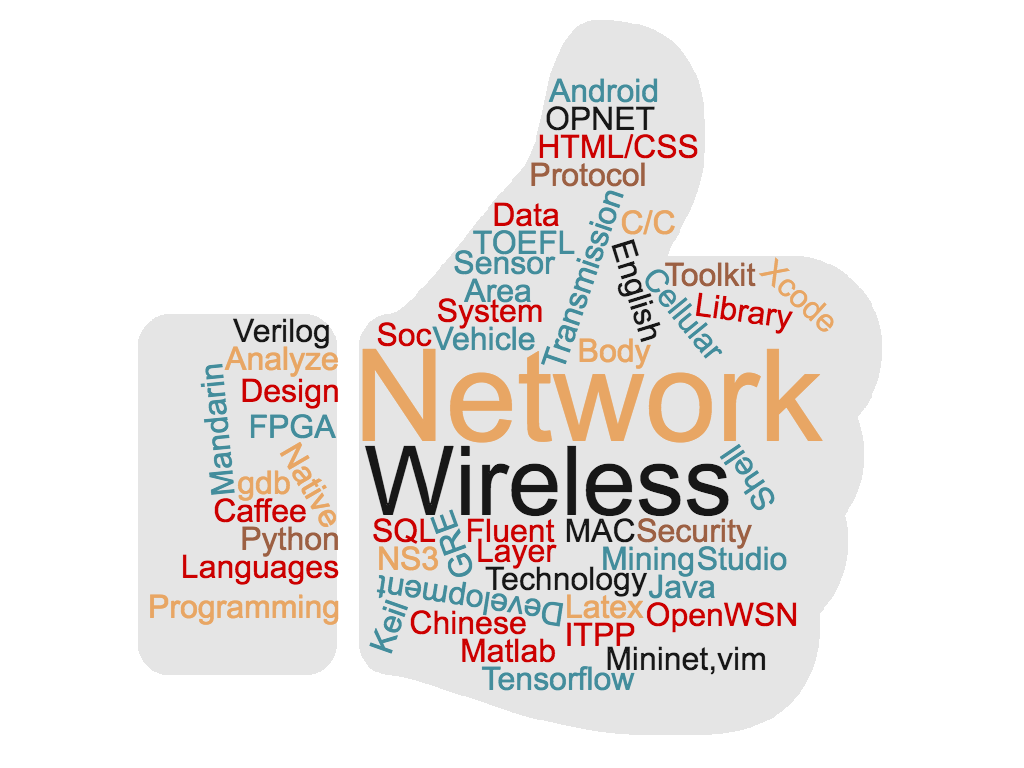 Android
OPNET
HTML/CSS
Protocol
Data
C/C
TOEFL
Transmission
English
Sensor
Cellular
Toolkit
Xcode
Area
System
Library
Soc
Vehicle
Body
Verilog
Analyze
Mandarin
Design
FPGA
Network
Native
gdb
Wireless
Shell
Caffee
Python
Languages
Programming
SQL
GRE
Fluent
MAC
Security
NS3
Layer
Mining
Studio
Technology
Java
Development
Keil
Latex
OpenWSN
Chinese
ITPP
Matlab
Mininet,vim
Tensorflow